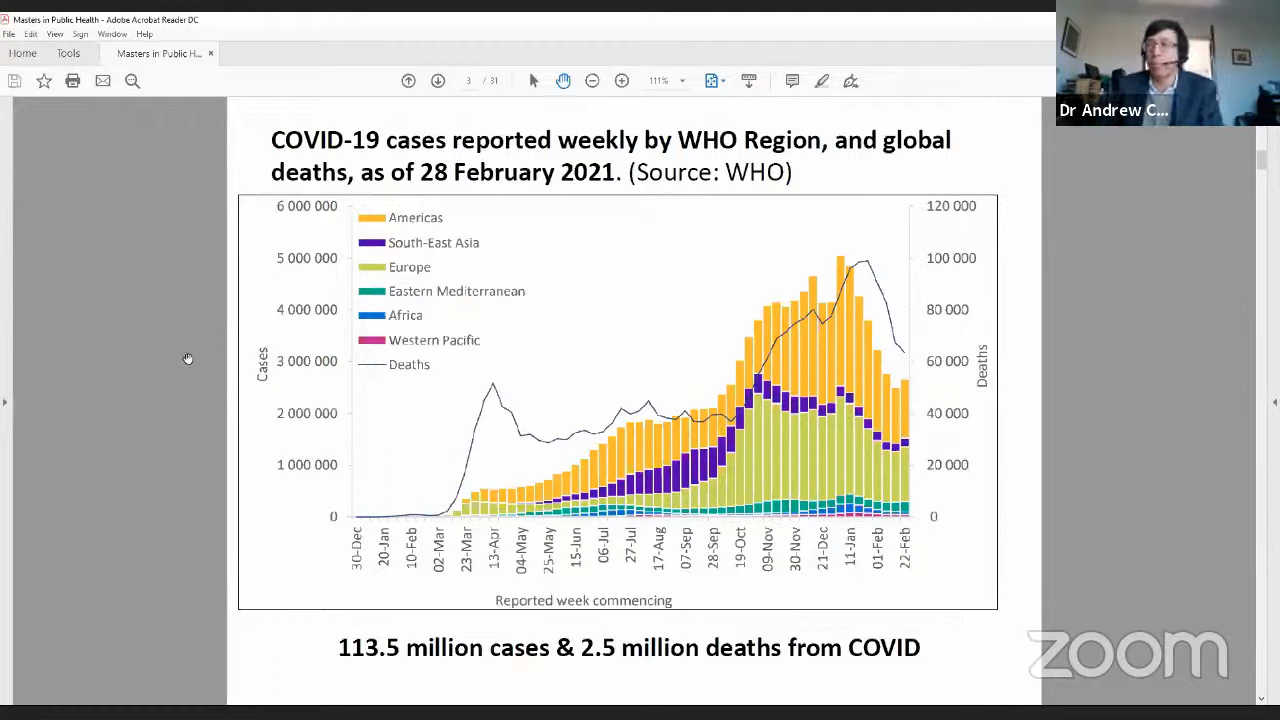 Masters in Public Health - Adobe Acrobat Reader DC
File Edit View Sign Window Help
Home Tools Masters in Public H... ×
3 / 31 111%
Dr Andrew C...
COVID-19 cases reported weekly by WHO Region, and global
deaths, as of 28 February 2021. (Source: WHO)
6 000 000
5 000 000
4 000 000
3 000 000
2 000 000
1 000 000
0
Cases
Americas
South-East Asia
Europe
Eastern Mediterranean
Africa
Western Pacific
Deaths
120 000
100 000
80 000
60 000
40 000
20 000
0
Deaths
30-Dec
20-Jan
10-Feb
02-Mar
23-Mar
13-Apr
04-May
25-May
15-Jun
06-Jul
27-Jul
17-Aug
07-Sep
28-Sep
19-Oct
09-Nov
30-Nov
21-Dec
11-Jan
01-Feb
22-Feb
Reported week commencing
113.5 million cases & 2.5 million deaths from COVID
zoom